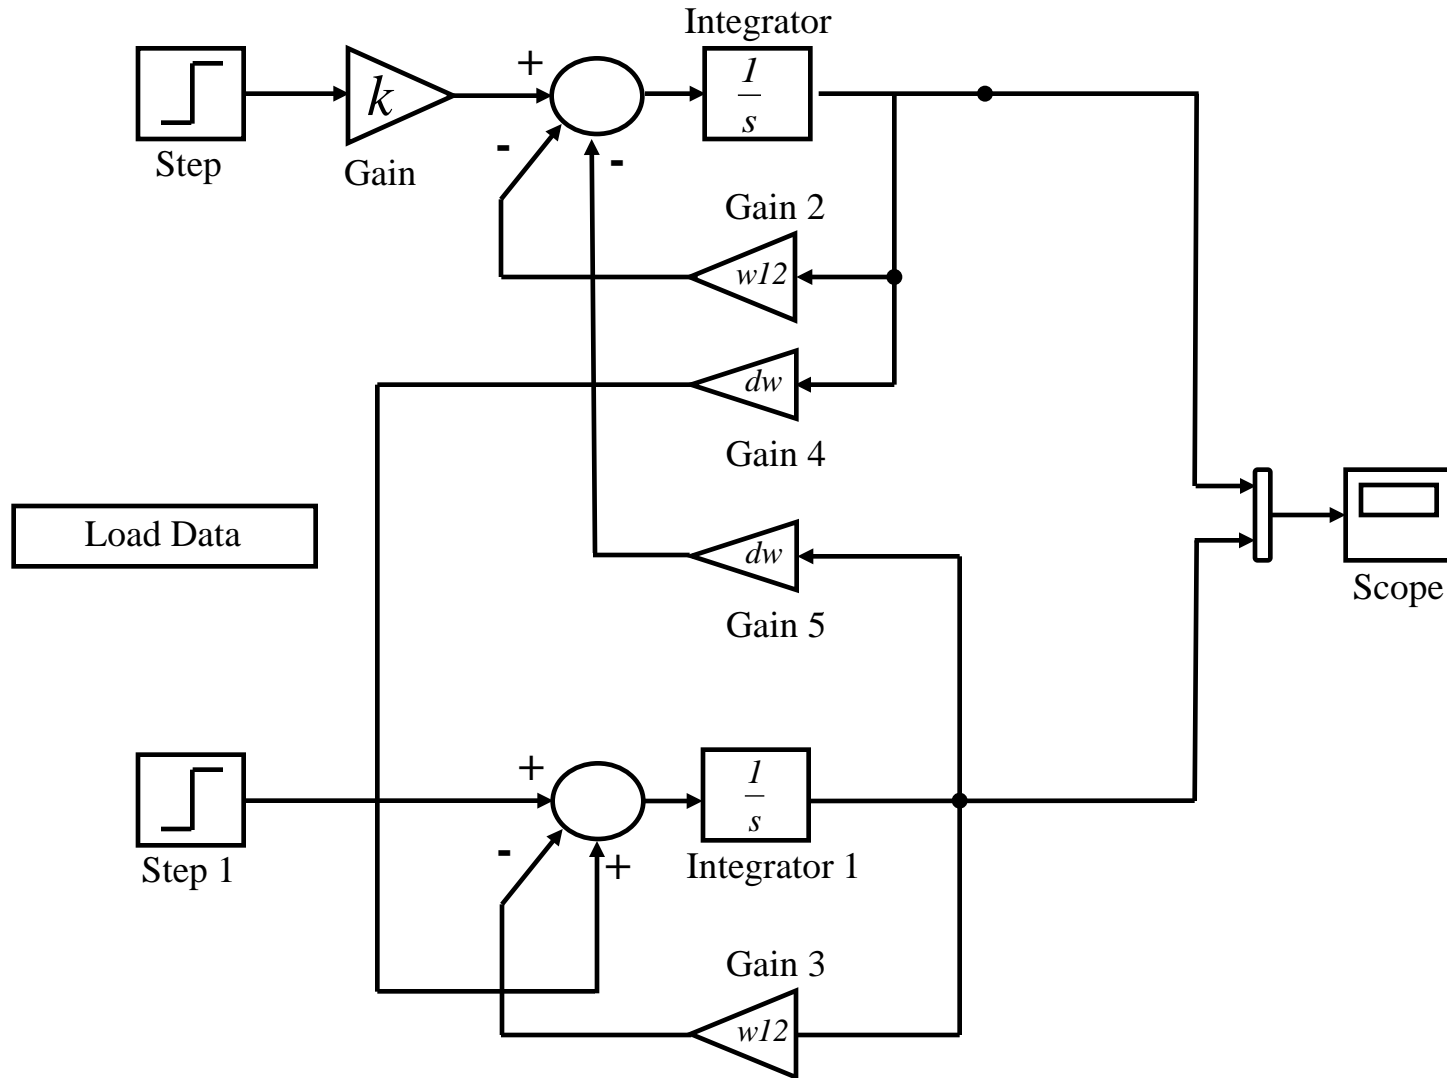 Integrator
+
k
1
s
Step
Gain
-
-
Gain 2
w12
dw
Gain 4
Load Data
dw
Scope
Gain 5
+
1
s
Step 1
-
+
Integrator 1
Gain 3
w12